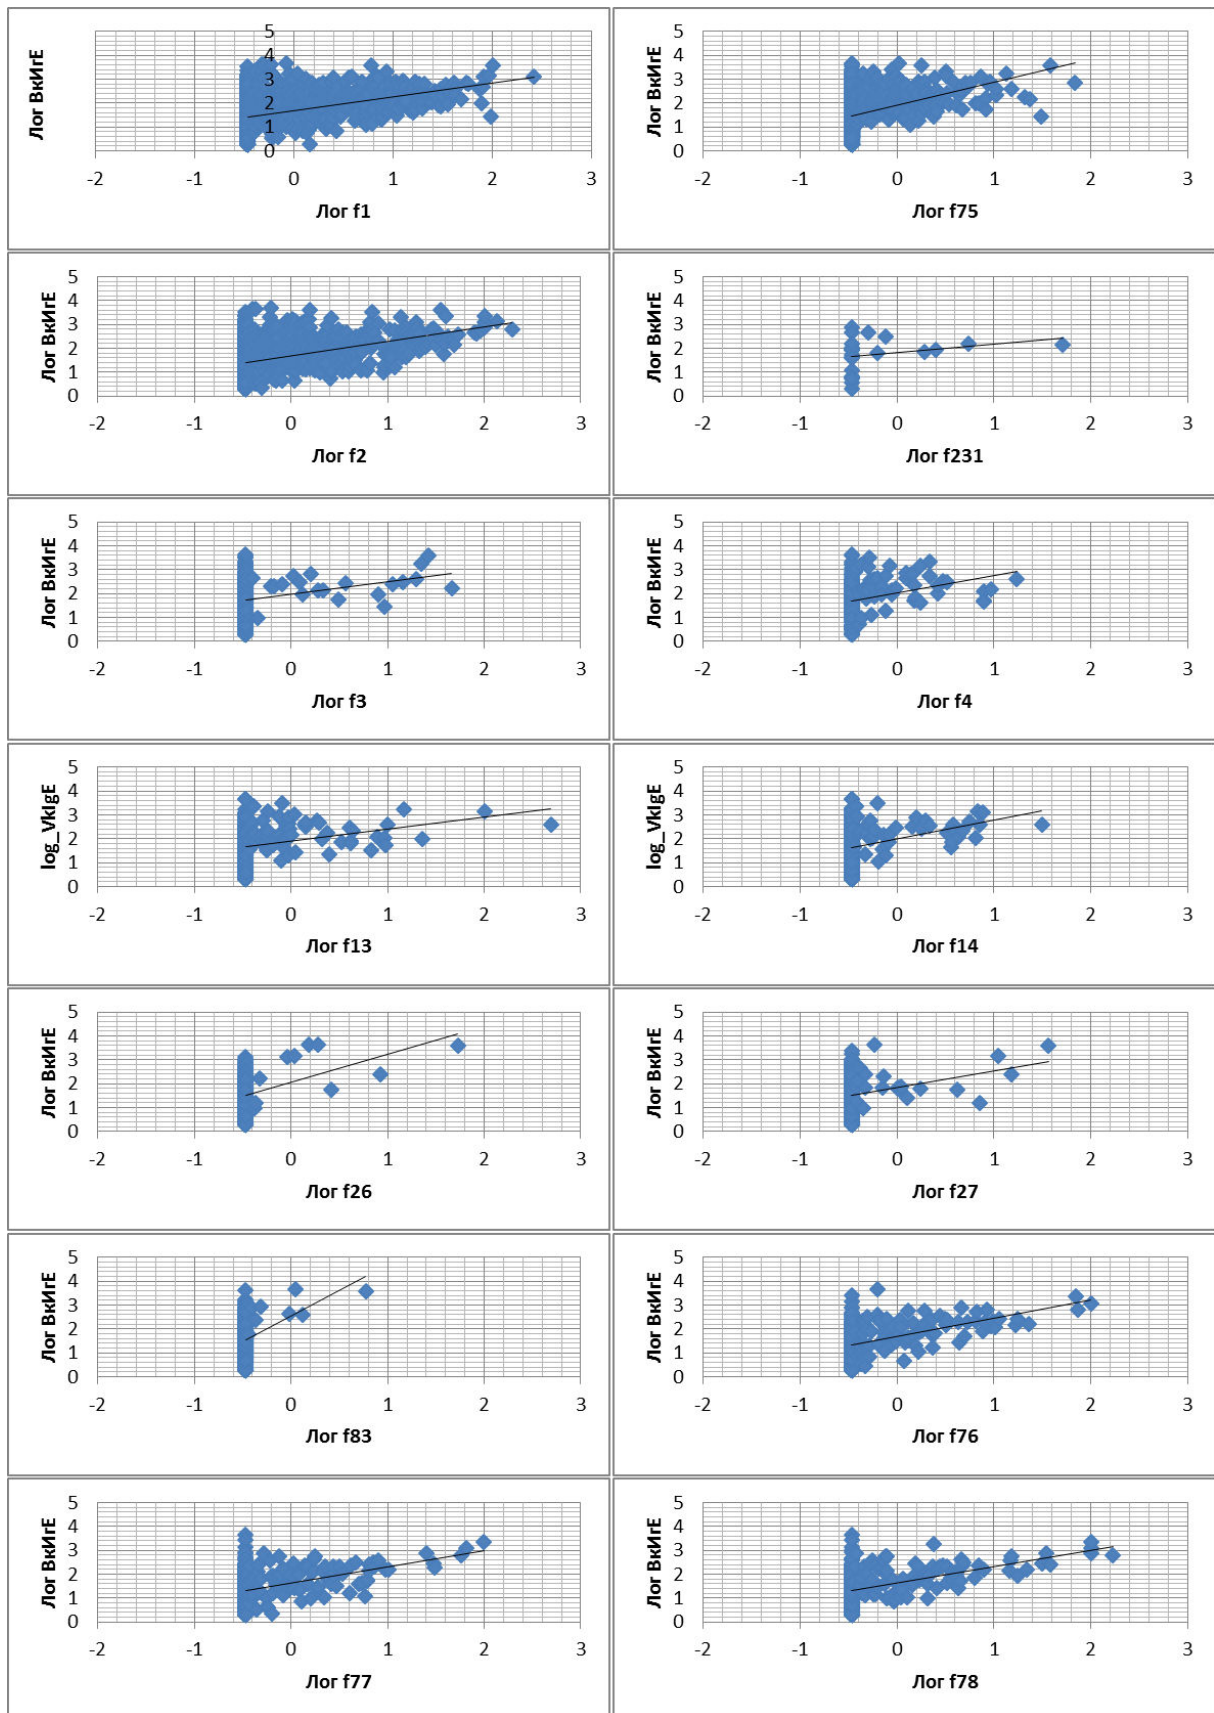 Лог ВкИгЕ
5
4
3
2
1
0
-2 -1 0 1 2 3
Лог f1
Лог ВкИгЕ
5
4
3
2
1
0
-2 -1 0 1 2 3
Лог f75
Лог ВкИгЕ
5
4
3
2
1
0
-2 -1 0 1 2 3
Лог f2
Лог ВкИгЕ
5
4
3
2
1
0
-2 -1 0 1 2 3
Лог f231
Лог ВкИгЕ
5
4
3
2
1
0
-2 -1 0 1 2 3
Лог f3
Лог ВкИгЕ
5
4
3
2
1
0
-2 -1 0 1 2 3
Лог f4
log_VkIgE
5
4
3
2
1
0
-2 -1 0 1 2 3
Лог f13
log_VkIgE
5
4
3
2
1
0
-2 -1 0 1 2 3
Лог f14
Лог ВкИгЕ
5
4
3
2
1
0
-2 -1 0 1 2 3
Лог f26
Лог ВкИгЕ
5
4
3
2
1
0
-2 -1 0 1 2 3
Лог f27
Лог ВкИгЕ
5
4
3
2
1
0
-2 -1 0 1 2 3
Лог f83
Лог ВкИгЕ
5
4
3
2
1
0
-2 -1 0 1 2 3
Лог f76
Лог ВкИгЕ
5
4
3
2
1
0
-2 -1 0 1 2 3
Лог f77
Лог ВкИгЕ
5
4
3
2
1
0
-2 -1 0 1 2 3
Лог f78